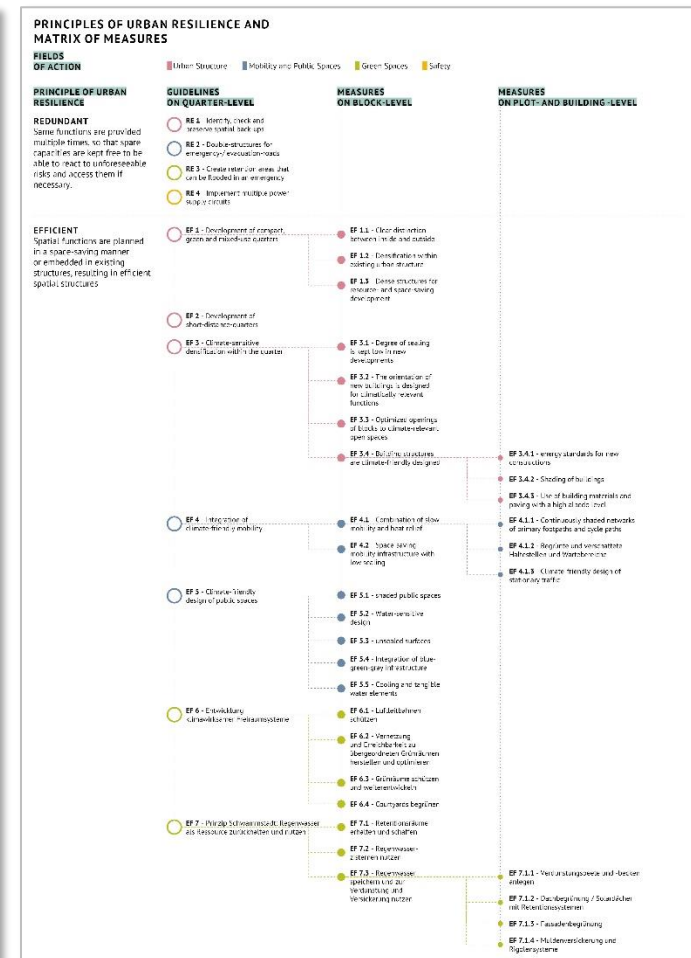 PRINCIPLES OF URBAN RESILIENCE AND
MATRIX OF MEASURES
FIELDS
OF ACTION
Urban Structure
Mobility and Public Spaces
Green Spaces
Safety
PRINCIPLE OF URBAN
RESILIENCE
GUIDELINES
ON QUARTER-LEVEL
MEASURES
ON BLOCK-LEVEL
MEASURES
ON PLOT- AND BUILDING -LEVEL
REDUNDANT
Same functions are provided
multiple times, so that spare
capacities are kept free to be
able to react to unforeseeable
risks and access them if
necessary.
RE 1 - Identify, check and
preserve spatial back ups
RE 2 - Double-structures for
emergency-/ evacuation-roads
RE 3 - Create retention areas that
can be flooded in an emergency
RE 4 - Implement multiple power
supply circuits
EFFICIENT
Spatial functions are planned
in a space-saving manner
or embedded in existing
structures, resulting in efficient
spatial structures
EF 1 - Development of compact,
green and mixed-use quarters
EF 1.1 - Clear distinction
between inside and outside
EF 1.2 - Densification within
existing urban structure
EF 1.3 - Dense structures for
resource- and space-saving
development
EF 2 - Development of
short-distance-quarters
EF 3 - Climate-sensitive
densification within the quarter
EF 3.1 - Degree of sealing
is kept low in new
developments
EF 3.2 - The orientation of
new buildings is designed
for climatically relevant
functions
EF 3.3 - Optimized openings
of blocks to climate-relevant
open spaces
EF 3.4 - Building structures
are climate-friendly designed
EF 3.4.1 - energy standards for new
constructions
EF 3.4.2 - Shading of buildings
EF 3.4.3 - Use of building materials and
paving with a high albedo level
EF 4 - Integration of
climate-friendly mobility
EF 4.1 - Combination of slow
mobility and heat relief
EF 4.2 - Space saving
mobility infrastructure with
low sealing
EF 4.1.1 - Continuously shaded networks
of primary footpaths and cycle paths
EF 4.1.2 - Begrünte und verschattete
Haltestellen und Wartebereiche
EF 4.1.3 - Climate friendly design of
stationary traffic
EF 5 - Climate-friendly
design of public spaces
EF 5.1 - shaded public spaces
EF 5.2 - Water-sensitive
design
EF 5.3 - unsealed surfaces
EF 5.4 - Integration of blue-
green-grey infrastructure
EF 5.5 - Cooling and tangible
water elements
EF 6 - Entwicklung
klimawirksamer Freiraumsysteme
EF 6.1 - Luftleitbahnen
schützen
EF 6.2 - Vernetzung
und Erreichbarkeit zu
übergeordneten Grünräumen
herstellen und optimieren
EF 6.3 - Grünräume schützen
und weiterentwickeln
EF 6.4 - Courtyards begrünen
EF 7 - Prinzip Schwammstadt: Regenwasser
als Ressource zurückhalten und nutzen
EF 7.1 - Retentionsräume
erhalten und schaffen
EF 7.2 - Regenwasser-
zisternen nutzen
EF 7.3 - Regenwasser
speichern und zur
Verdunstung und
Versickerung nutzen
EF 7.1.1 - Verdunstungsbeete und -becken
anlegen
EF 7.1.2 - Dachbegrünung / Solardächer
mit Retentionssystemen
EF 7.1.3 - Fassadenbegrünung
EF 7.1.4 - Muldenversickerung und
Rigolensysteme